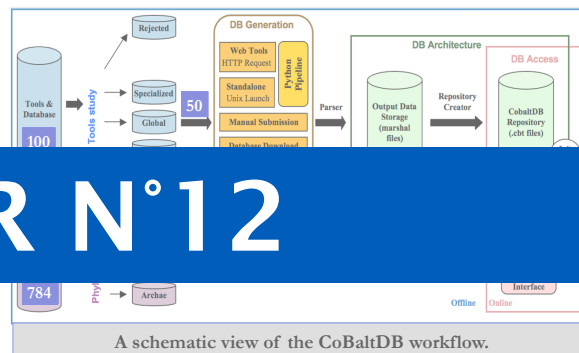 Rejected
DB Generation
Web Tools
HTTP Request
Python
Pipeline
DB Architecture
DB Access
Tools &
Database
100
Tools study
Specialized
50
Standalone
Unix Launch
Global
Manual Submission
Database Download
Parser
Output Data
Storage
(marshal
files)
Repository
Creator
CobaltDB
Repository
(.cbt files)
R N°12
784
Archae
Interface
Offline
Online
A schematic view of the CoBaltDB workflow.